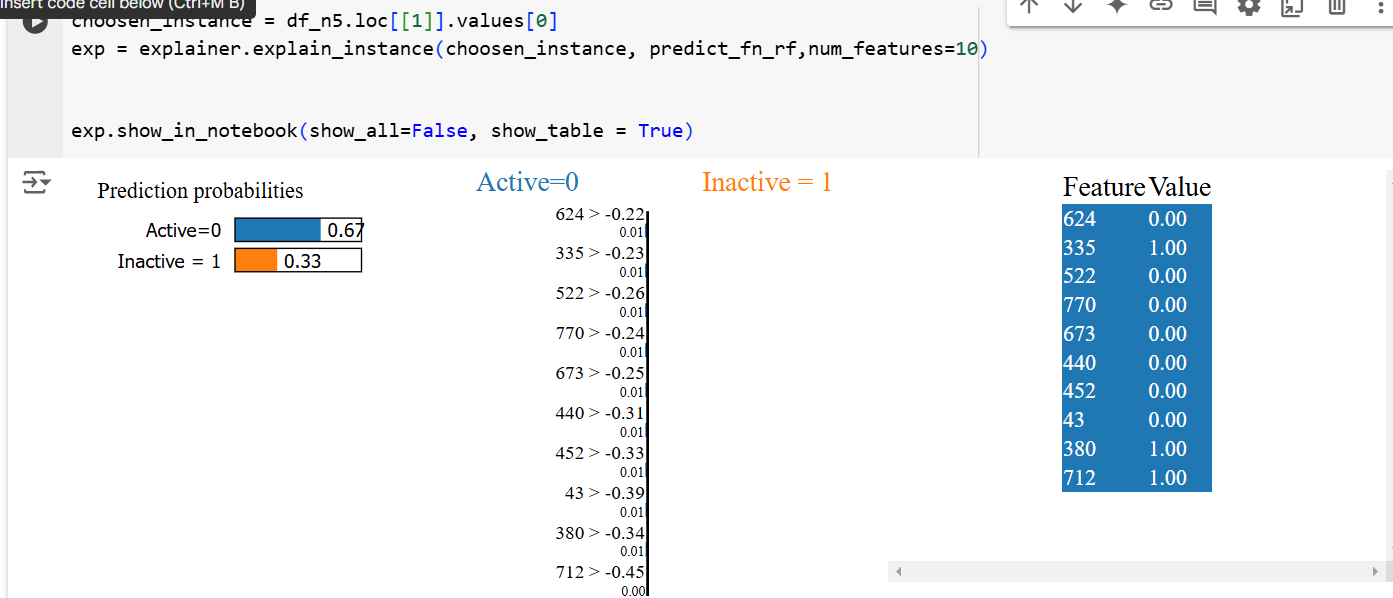 Insert code cell below (Ctrl+M B)
choosen_instance = df_n5.loc[[1]].values[0]
exp = explainer.explain_instance(choosen_instance, predict_fn_rf,num_features=10)
exp.show_in_notebook(show_all=False, show_table = True)
Prediction probabilities
Active=0 0.67
Inactive = 1 0.33
Active=0 Inactive = 1
624 > -0.22
0.01
335 > -0.23
0.01
522 > -0.26
0.01
770 > -0.24
0.01
673 > -0.25
0.01
440 > -0.31
0.01
452 > -0.33
0.01
43 > -0.39
0.01
380 > -0.34
0.01
712 > -0.45
0.00
Feature Value
624 0.00
335 1.00
522 0.00
770 0.00
673 0.00
440 0.00
452 0.00
43 0.00
380 1.00
712 1.00